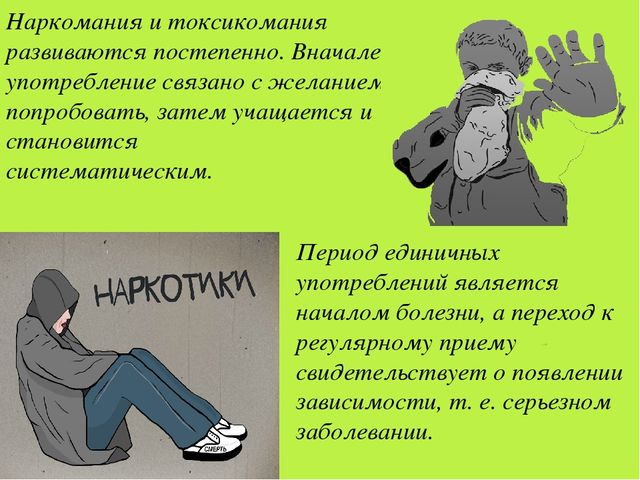 Наркомания и токсикомания
развиваются постепенно. Вначале
употребление связано с желанием
попробовать, затем учащается и
становится
систематическим.
НАРКОТИКИ
СМЕРТЬ
Период единичных
употреблений является
началом болезни, а переход к
регулярному приему
свидетельствует о появлении
зависимости, т. е. серьезном
заболевании.